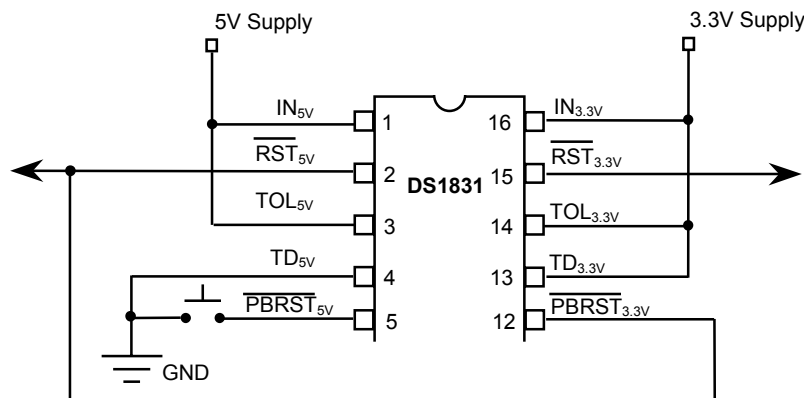 5V Supply
3.3V Supply
IN5V
1
16
IN3.3V
RST5V
2
15
RST3.3V
DS1831
TOL5V
3
14
TOL3.3V
TD5V
4
13
TD3.3V
PBRST5V
5
12
PBRST3.3V
GND